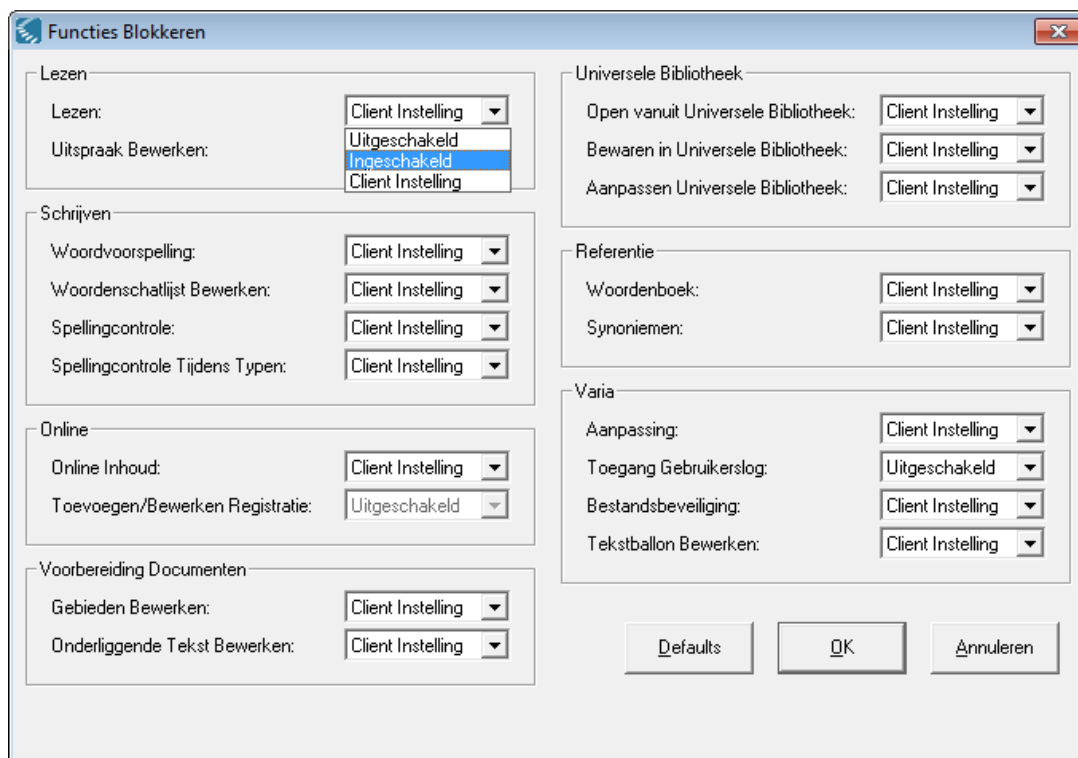 Functies Blokkeren
Lezen
Lezen: Client Instelling
Uitgeschakeld
Ingeschakeld
Client Instelling
Uitspraak Bewerken:
Schrijven
Woordvoorspelling: Client Instelling
Woordenschatlijst Bewerken: Client Instelling
Spellingcontrole: Client Instelling
Spellingcontrole Tijdens Typen: Client Instelling
Online
Online Inhoud: Client Instelling
Toevoegen/Bewerken Registratie: Uitgeschakeld
Voorbereiding Documenten
Gebieden Bewerken: Client Instelling
Onderliggende Tekst Bewerken: Client Instelling
Universele Bibliotheek
Open vanuit Universele Bibliotheek: Client Instelling
Bewaren in Universele Bibliotheek: Client Instelling
Aanpassen Universele Bibliotheek: Client Instelling
Referentie
Woordenboek: Client Instelling
Synoniemen: Client Instelling
Varia
Aanpassing: Client Instelling
Toegang Gebruikerslog: Uitgeschakeld
Bestandsbeveiliging: Client Instelling
Tekstballon Bewerken: Client Instelling
Defaults OK Annuleren